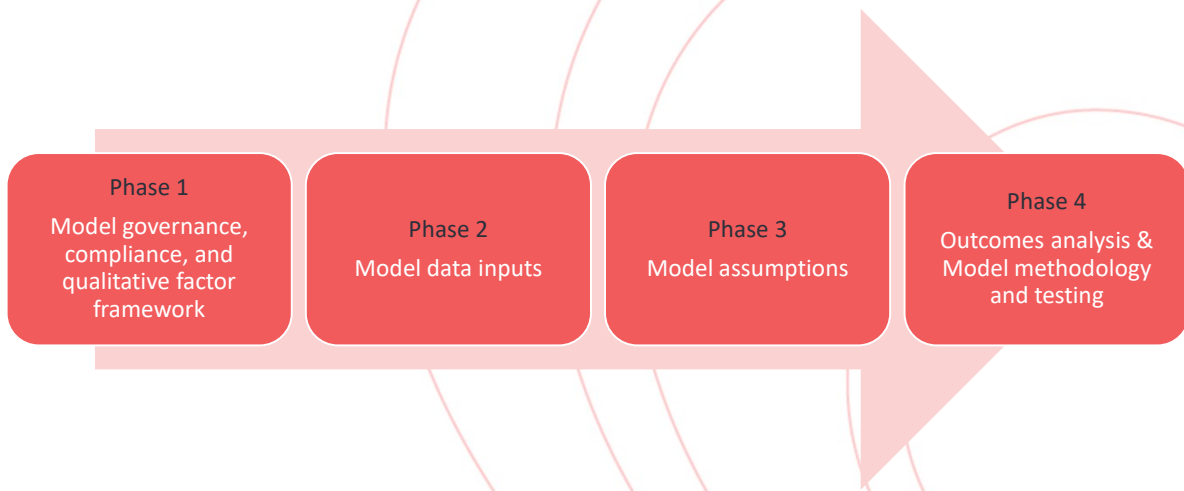 Phase 1
Model governance,
compliance, and
qualitative factor
framework
Phase 2
Model data inputs
Phase 3
Model assumptions
Phase 4
Outcomes analysis &
Model methodology
and testing